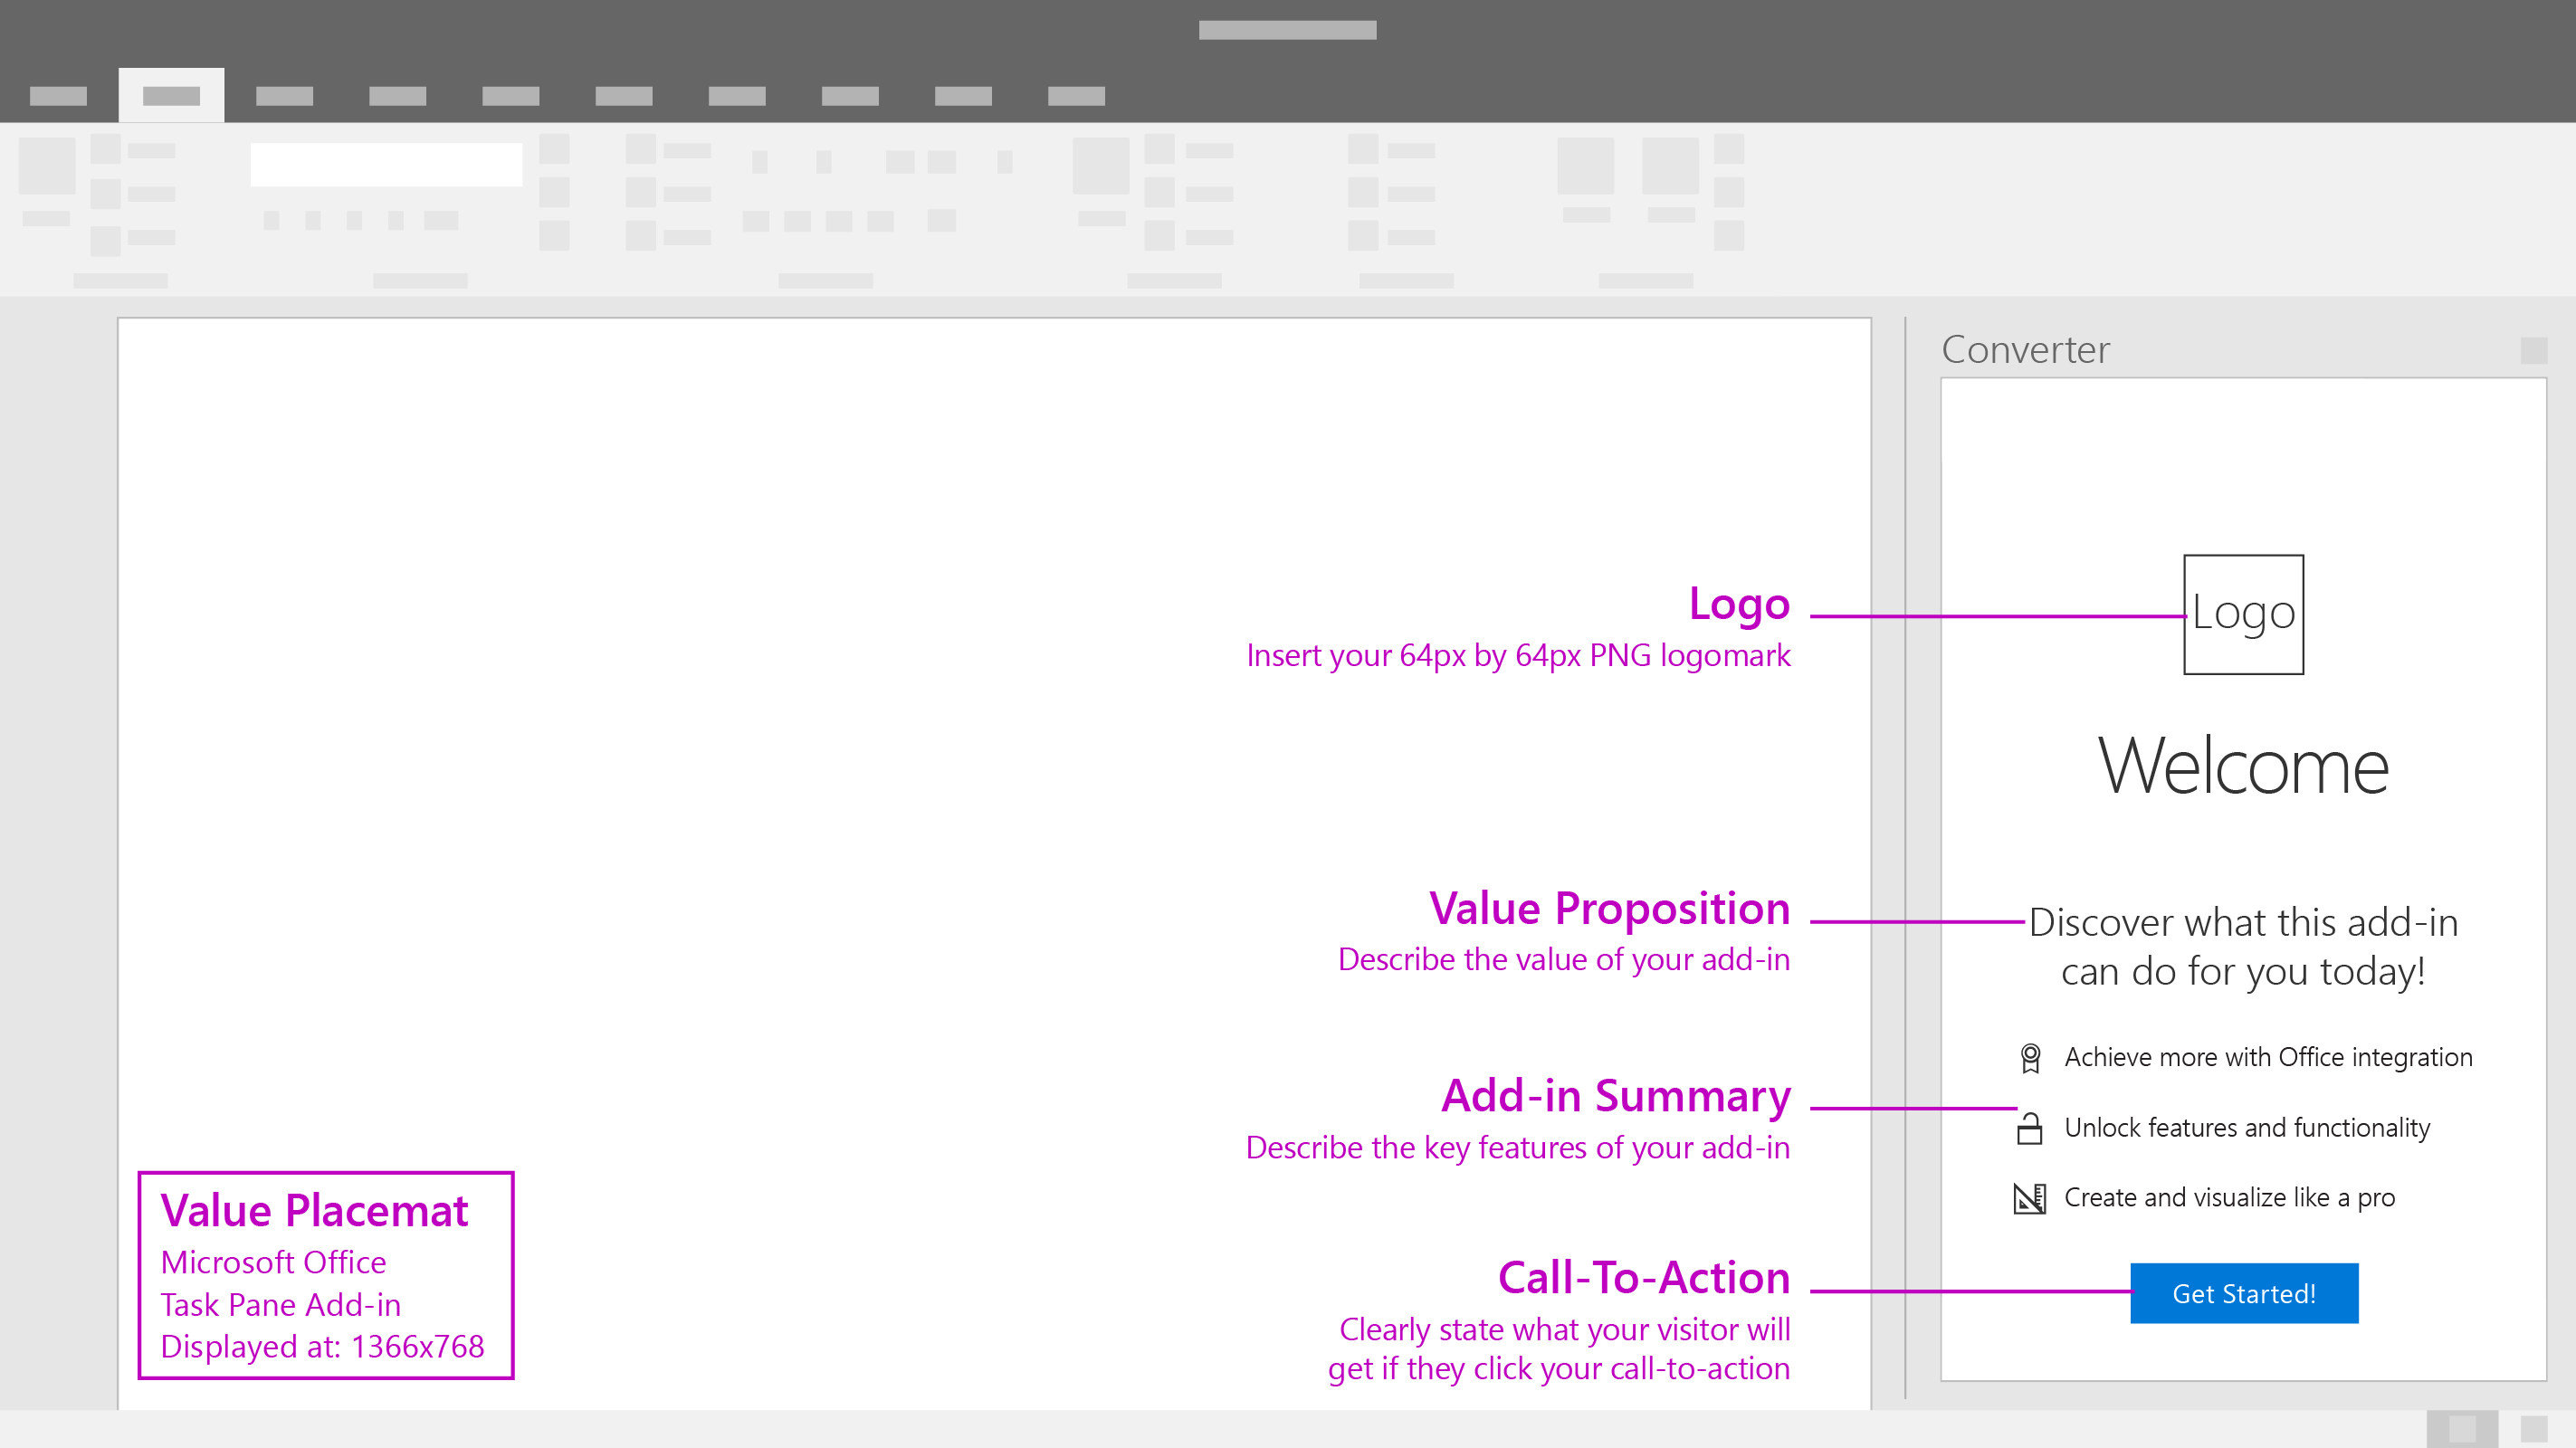 Converter
Logo
Logo
Insert your 64px by 64px PNG logomark
Welcome
Value Proposition
Describe the value of your add-in
Discover what this add-in
can do for you today!
Add-in Summary
Describe the key features of your add-in
Achieve more with Office integration
Unlock features and functionality
Create and visualize like a pro
Value Placemat
Microsoft Office
Task Pane Add-in
Displayed at: 1366x768
Call-To-Action
Clearly state what your visitor will
get if they click your call-to-action
Get Started!